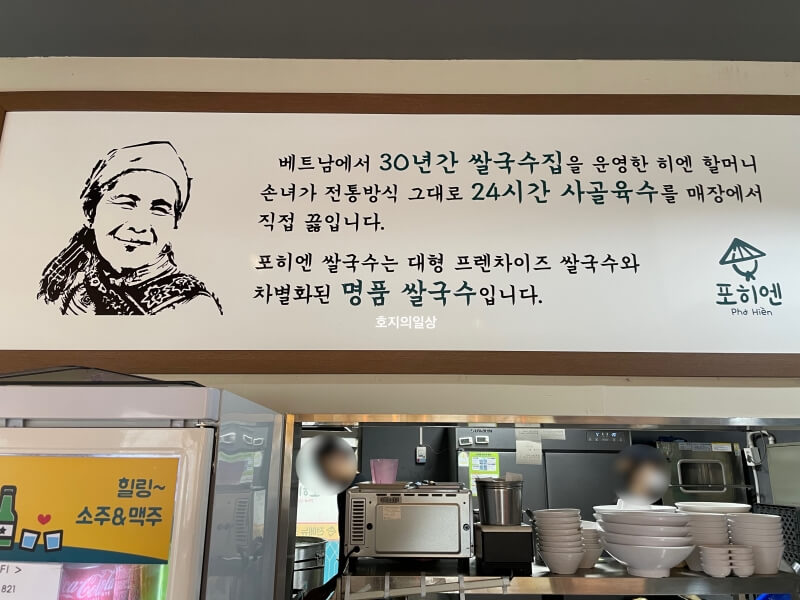 베트남에서 30년간 쌀국수집을 운영한 히엔 할머니
손녀가 전통방식 그대로 24시간 사골육수를 매장에서
직접 끓입니다.
포히엔 쌀국수는 대형 프렌차이즈 쌀국수와
차별화된 명품 쌀국수입니다.
포히엔
Phở Hiền
호지의일상
힐링~
소주&맥주
FI >
821